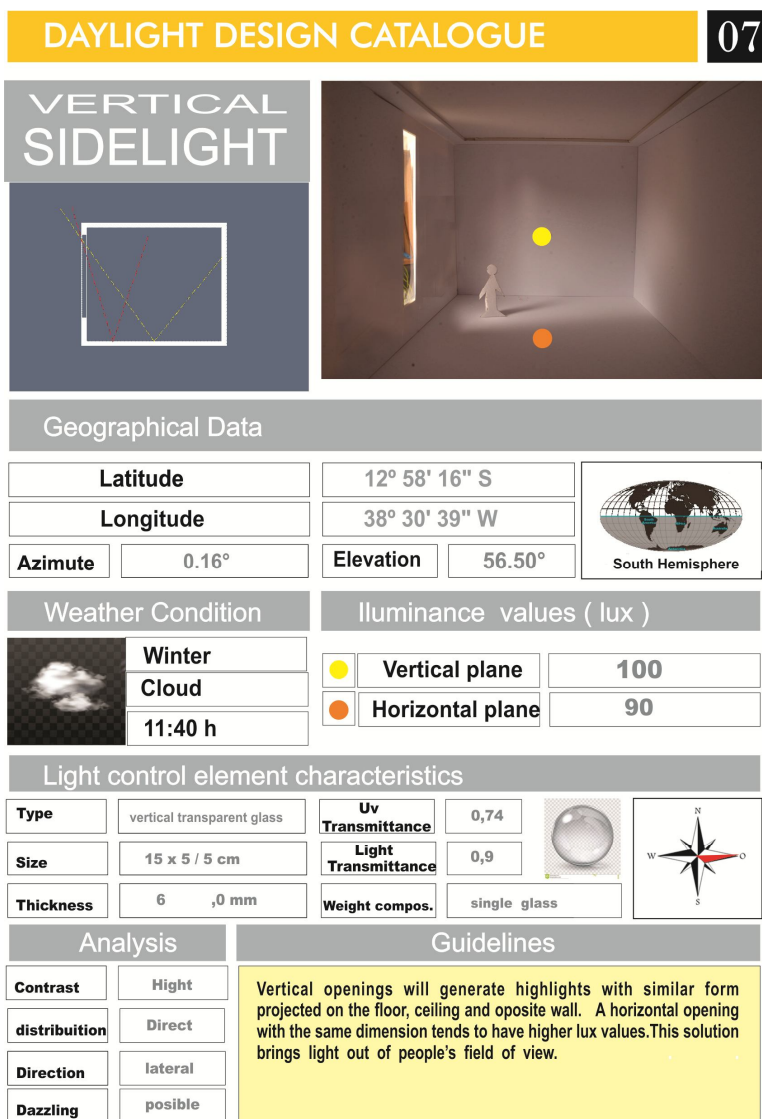 DAYLIGHT DESIGN CATALOGUE
07
VERTICAL
SIDELIGHT
Geographical Data
Latitude
12º 58' 16" S
Longitude
38º 30' 39" W
Azimute
0.16°
Elevation
56.50°
South Hemisphere
Weather Condition
Winter
Cloud
11:40 h
Iluminance values ( lux )
Vertical plane
100
Horizontal plane
90
Light control element characteristics
Type
vertical transparent glass
Size
15 x 5 / 5 cm
Thickness
6 ,0 mm
Uv
Transmittance
0,74
Light
Transmittance
0,9
Weight compos.
single glass
N
W
O
S
Analysis
Contrast
Hight
distribuition
Direct
Direction
lateral
Dazzling
posible
Guidelines
Vertical openings will generate highlights with similar form
projected on the floor, ceiling and oposite wall. A horizontal opening
with the same dimension tends to have higher lux values.This solution
brings light out of people's field of view.